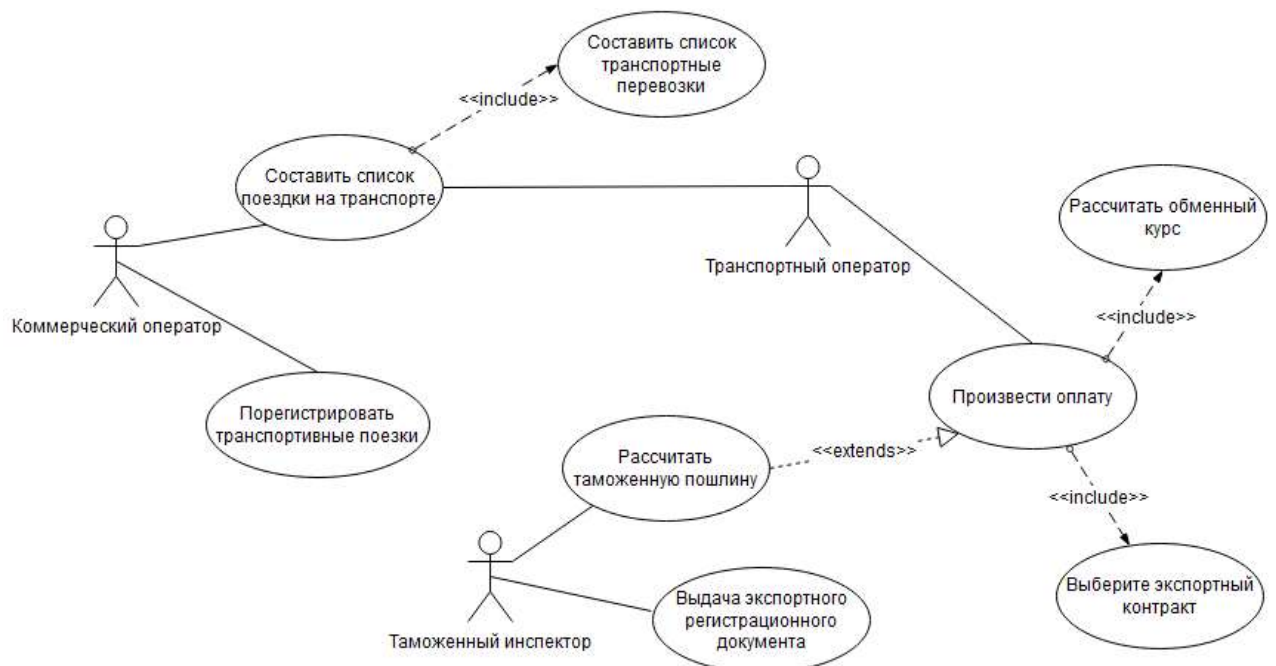 Составить список
транспортные
перевозки
<<include>>
Составить список
поездки на транспорте
Рассчитать обменный
курс
Транспортный оператор
Коммерческий оператор
<<include>>
Произвести оплату
Порегистрировать
транспортивные поезки
<<extends>>
Рассчитать
таможенную пошлину
<<include>>
Выберите экспортный
контракт
Выдача экспортного
регистрационного
документа
Таможенный инспектор